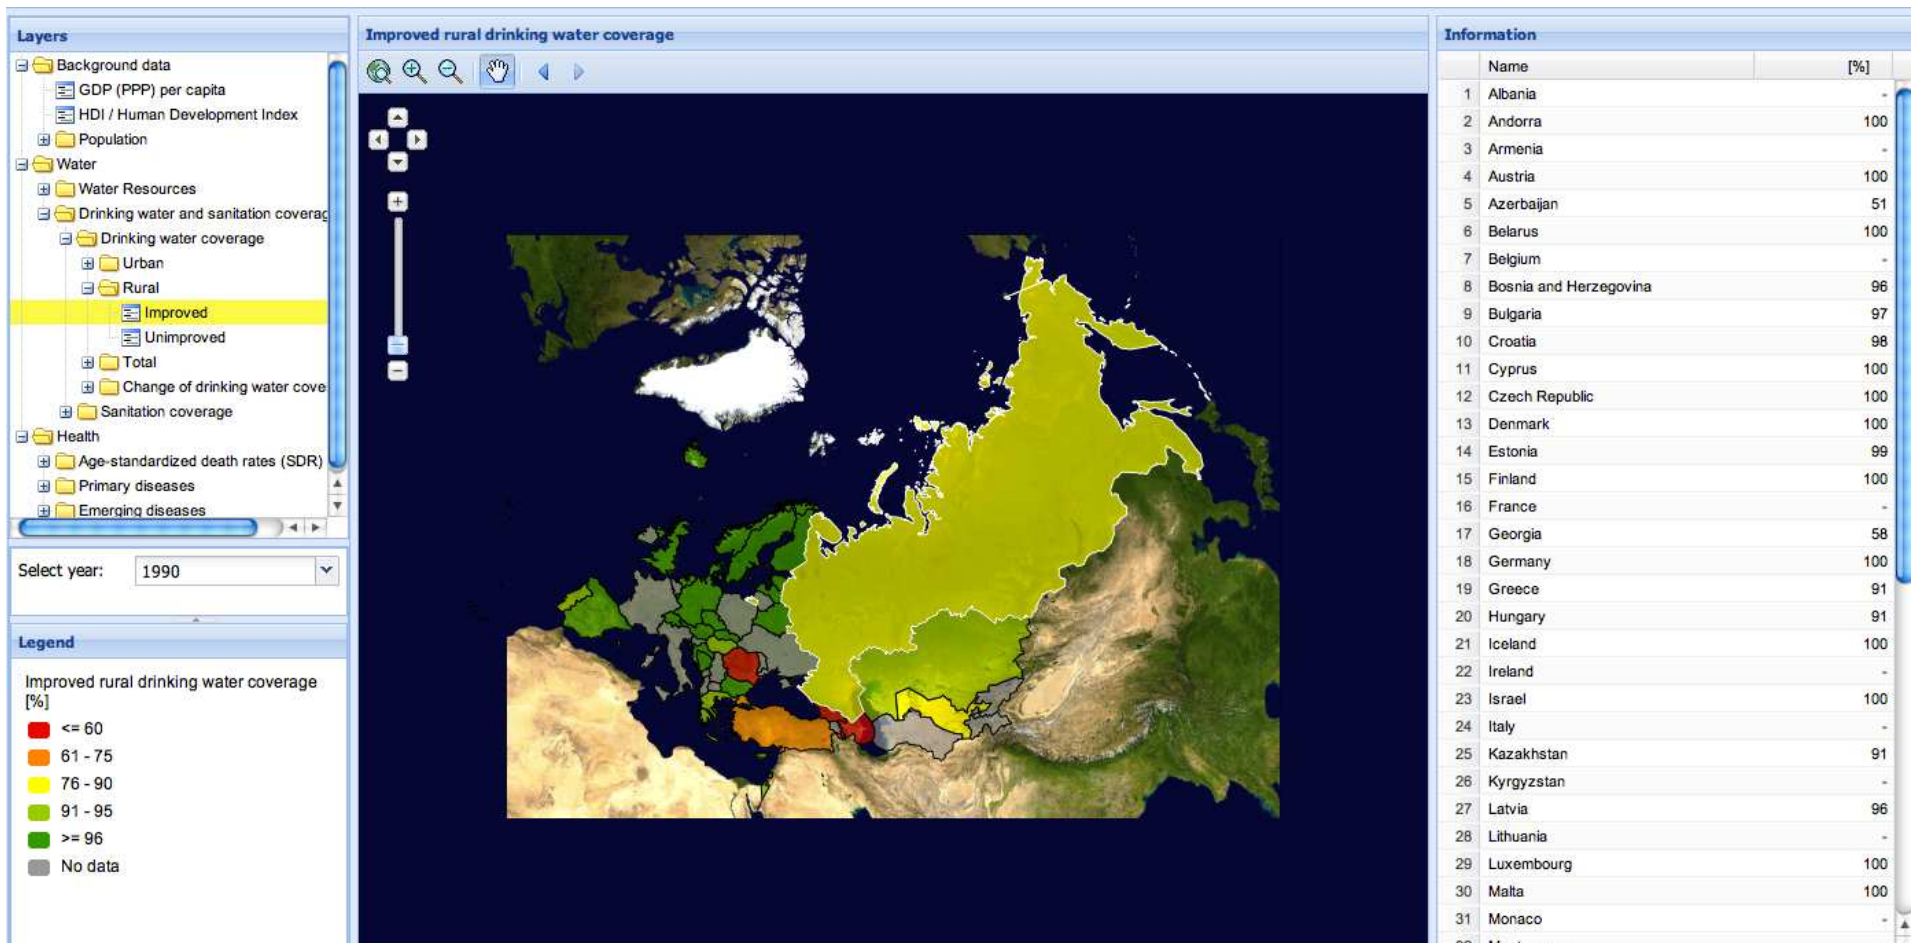 Layers
Background data
GDP (PPP) per capita
HDI / Human Development Index
Population
Water
Water Resources
Drinking water and sanitation coverag
Drinking water coverage
Urban
Rural
Improved
Unimproved
Total
Change of drinking water cove
Sanitation coverage
Health
Age-standardized death rates (SDR)
Primary diseases
Emerging diseases
Select year: 1990
Legend
Improved rural drinking water coverage
[%]
<= 60
61 - 75
76 - 90
91 - 95
>= 96
No data
Improved rural drinking water coverage
Information
Name [%]
1 Albania -
2 Andorra 100
3 Armenia -
4 Austria 100
5 Azerbaijan 51
6 Belarus 100
7 Belgium -
8 Bosnia and Herzegovina 96
9 Bulgaria 97
10 Croatia 98
11 Cyprus 100
12 Czech Republic 100
13 Denmark 100
14 Estonia 99
15 Finland 100
16 France -
17 Georgia 58
18 Germany 100
19 Greece 91
20 Hungary 91
21 Iceland 100
22 Ireland -
23 Israel 100
24 Italy -
25 Kazakhstan 91
26 Kyrgyzstan -
27 Latvia 96
28 Lithuania -
29 Luxembourg 100
30 Malta 100
31 Monaco -